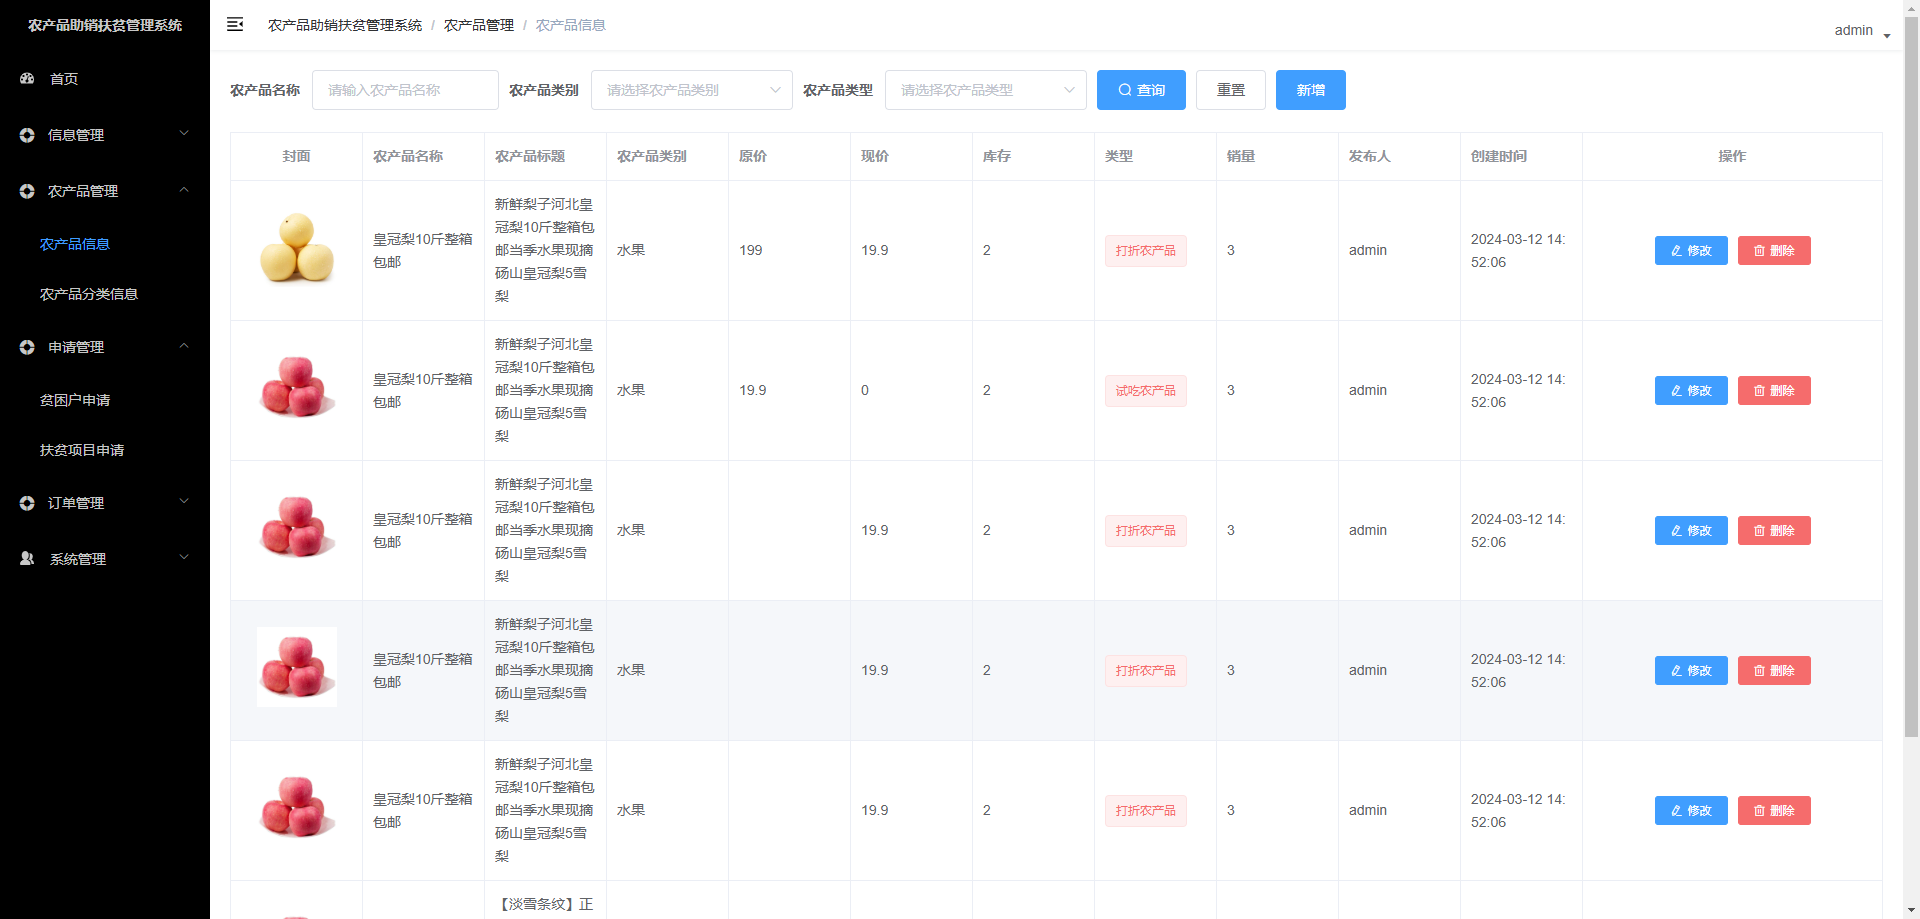 农产品助销扶贫管理系统
首页
信息管理
农产品管理
农产品信息
农产品分类信息
申请管理
贫困户申请
扶贫项目申请
订单管理
系统管理
农产品助销扶贫管理系统 / 农产品管理 / 农产品信息
admin
农产品名称 请输入农产品名称 农产品类别 请选择农产品类别 农产品类型 请选择农产品类型 查询 重置 新增
封面 农产品名称 农产品标题 农产品类别 原价 现价 库存 类型 销量 发布人 创建时间 操作
皇冠梨10斤整箱
包邮
新鲜梨子河北皇
冠梨10斤整箱包
邮当季水果现摘
砀山皇冠梨5雪
梨
水果
199
19.9
2
打折农产品
3
admin
2024-03-12 14:
52:06
修改 删除
皇冠梨10斤整箱
包邮
新鲜梨子河北皇
冠梨10斤整箱包
邮当季水果现摘
砀山皇冠梨5雪
梨
水果
19.9
0
2
试吃农产品
3
admin
2024-03-12 14:
52:06
修改 删除
皇冠梨10斤整箱
包邮
新鲜梨子河北皇
冠梨10斤整箱包
邮当季水果现摘
砀山皇冠梨5雪
梨
水果
19.9
2
打折农产品
3
admin
2024-03-12 14:
52:06
修改 删除
皇冠梨10斤整箱
包邮
新鲜梨子河北皇
冠梨10斤整箱包
邮当季水果现摘
砀山皇冠梨5雪
梨
水果
19.9
2
打折农产品
3
admin
2024-03-12 14:
52:06
修改 删除
皇冠梨10斤整箱
包邮
新鲜梨子河北皇
冠梨10斤整箱包
邮当季水果现摘
砀山皇冠梨5雪
梨
水果
19.9
2
打折农产品
3
admin
2024-03-12 14:
52:06
修改 删除
【淡雪条纹】正